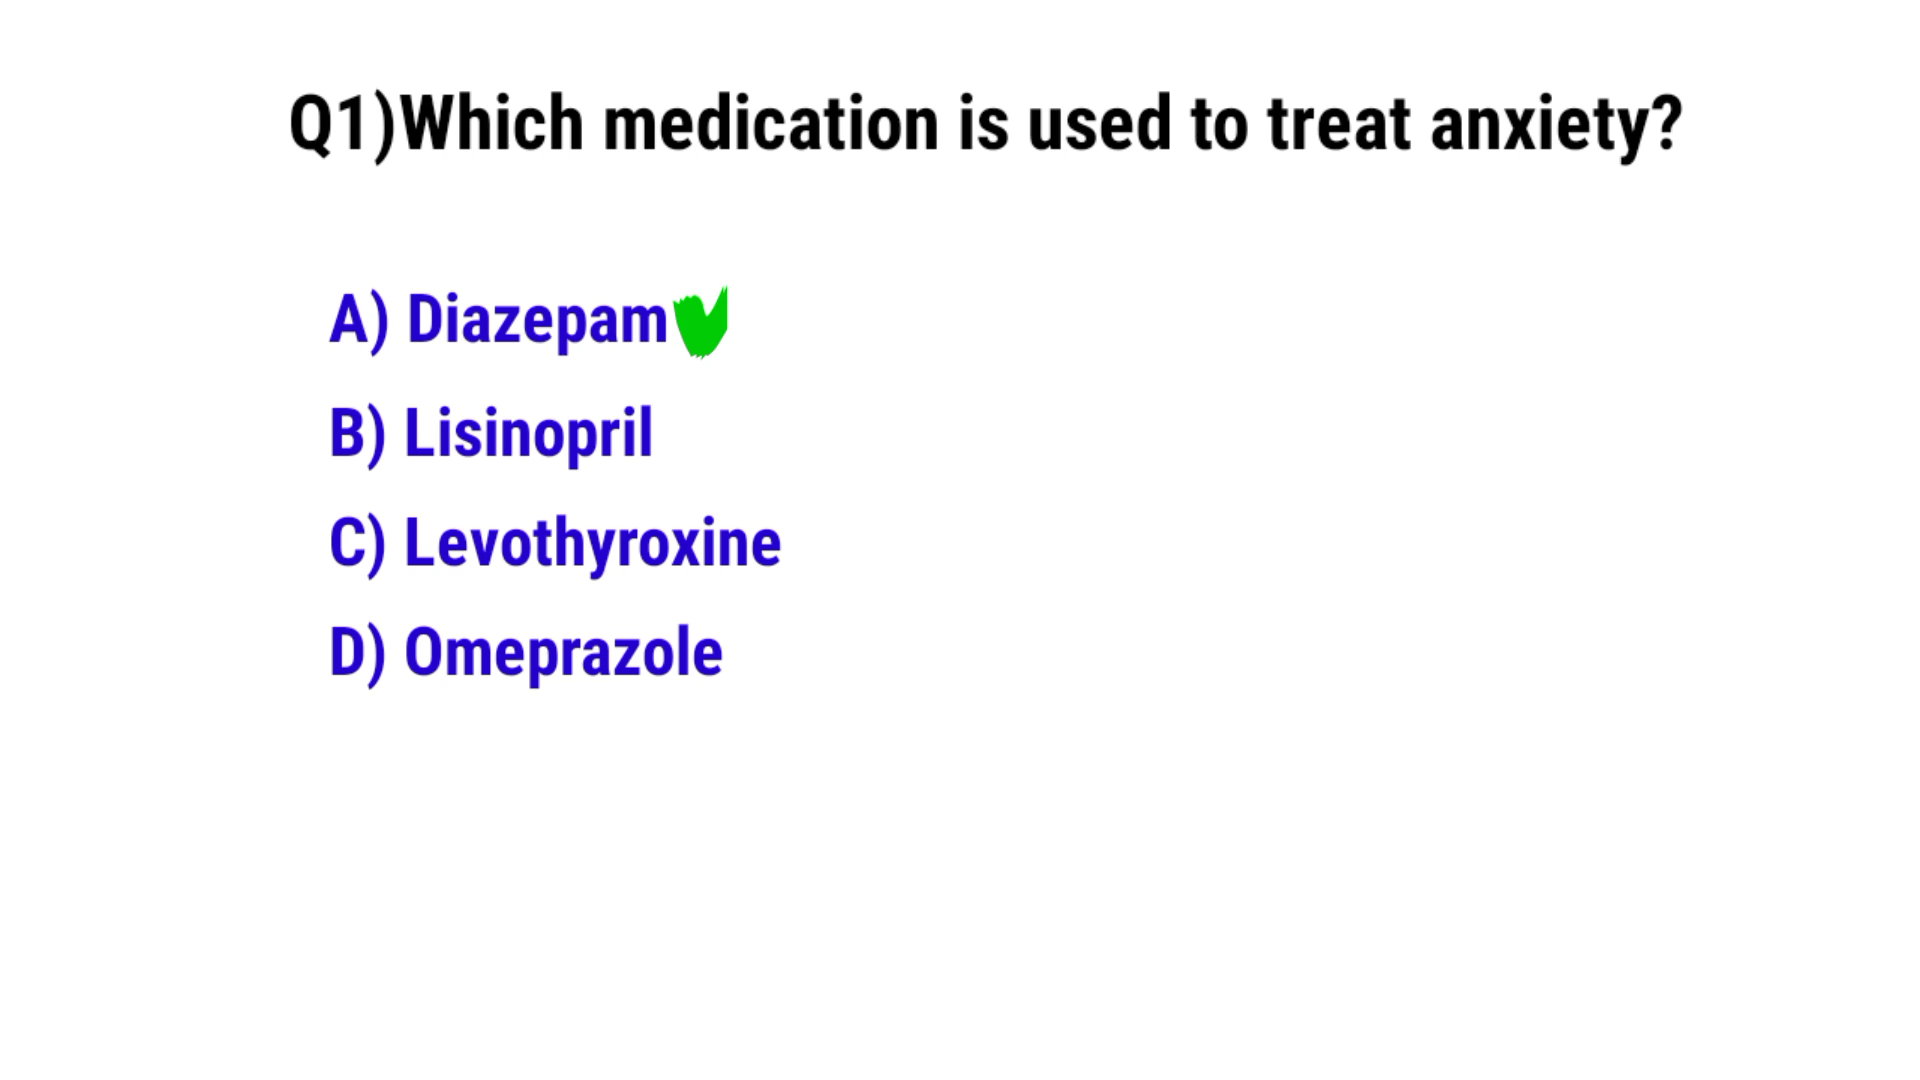 Q1)Which medication is used to treat anxiety?
A) Diazepam
B) Lisinopril
C) Levothyroxine
D) Omeprazole